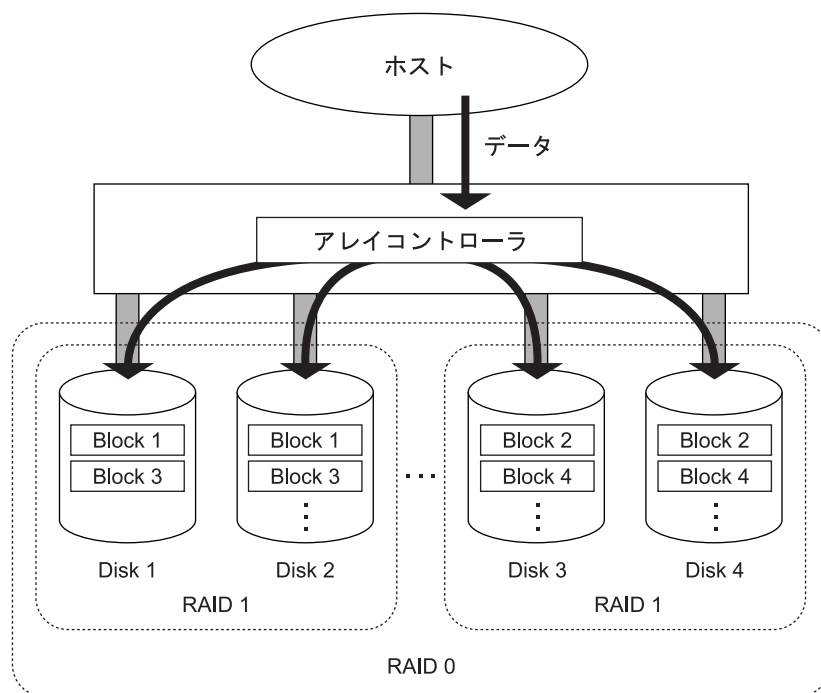 ホスト
データ
アレイコントローラ
Block 1
Block 3
Block 1
Block 3
Block 2
Block 4
Block 2
Block 4
Disk 1
Disk 2
Disk 3
Disk 4
RAID 1
RAID 1
RAID 0